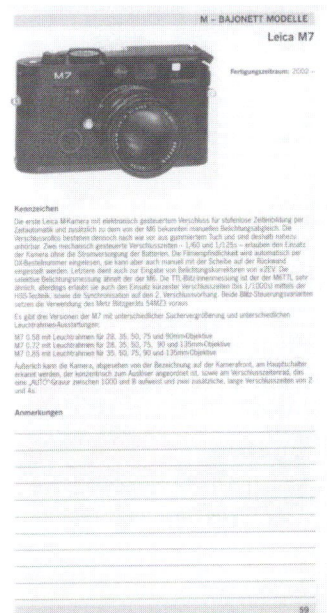 M – BAJONETT MODELLE
Leica M7
M7
Fertigungszeitraum: 2000 –
Kennzeichen
Die erste Leica M-Kamera mit elektronisch gesteuertem Verschluss für stufenlose Zeitenbildung per
Zeitautomatik und zusätzlich zu dem von der M6 bekannten manuellen Belichtungsabgleich. Die
Verschlussrollos bestehen dennoch nach wie vor aus gummiertem Tuch und sind deshalb nahezu
unhörbar. Zwei mechanisch gesteuerte Verschlusszeiten – 1/60 und 1/125s – erlauben den Einsatz
der Kamera ohne die Stromversorgung der Batterien. Die Filmempfindlichkeit wird automatisch per
DX-Bestellnummer eingelesen, sie kann aber auch manuell mit der Scheibe auf der Rückwand
eingestellt werden. Letztere dient auch zur Eingabe von Belichtungskorrekturen von ±2EV. Die
selektive Belichtungsmessung ähnelt der der M6. Die TTL-Blitz-Innenmessung ist die der M6TTL sehr
ähnlich, allerdings erlaubt sie auch den Einsatz kürzester Verschlusszeiten (bis 1/1000s) mittels der
HSS-Technik, sowie die Synchronisation auf den 2. Verschlussvorhang. Beide Blitz-Steuerungsvarianten
setzen die Verwendung des Metz Blitzgeräts 54MZ3 voraus.
Es gibt drei Versionen der M7 mit unterschiedlicher Suchervergrößerung und unterschiedlichen
Leuchtrahmen-Ausstattungen:
M7 0.58 mit Leuchtrahmen für 28, 35, 50, 75 und 90mm-Objektive
M7 0.72 mit Leuchtrahmen für 28, 35, 50, 75, 90 und 135mm-Objektive
M7 0.85 mit Leuchtrahmen für 35, 50, 75, 90 und 135mm-Objektive
Äußerlich kann die Kamera, abgesehen von der Bezeichnung auf der Kamerafront, am Hauptschalter
erkannt werden, der konzentrisch zum Auslöser angeordnet ist, sowie am Verschlusszeitenrad, das
eine „AUTO"-Gravur zwischen 1000 und B aufweist und zwei zusätzliche, lange Verschlusszeiten von 2
und 4s.
Anmerkungen
59